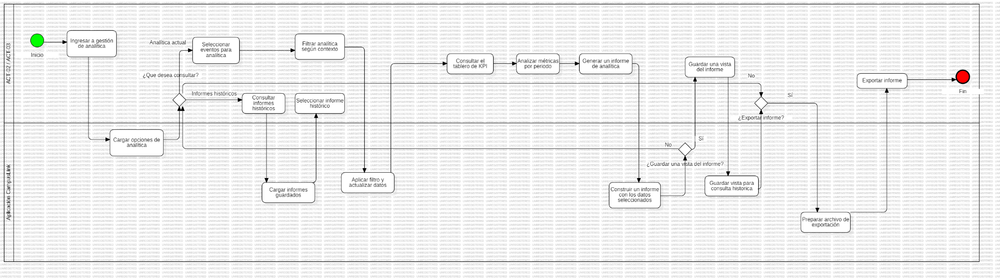 ACT-02 / ACT-03
Inicio
Ingresar a gestión
de analítica
Analítica actual
Seleccionar
eventos para
analítica
Filtrar analítica
según contexto
¿Que desea consultar?
Informes históricos
Consultar
informes
históricos
Seleccionar informe
histórico
Consultar el
tablero de KPI
Analizar métricas
por periodo
Generar un informe
de analítica
Guardar una vista
del informe
No
Sí
¿Exportar informe?
Exportar informe
Fin
Aplicación CampusLink
Cargar opciones de
analítica
Cargar informes
guardados
Aplicar filtro y
actualizar datos
Construir un informe
con los datos
seleccionados
No
Sí
¿Guardar una vista del informe?
Guardar vista para
consulta historica
Preparar archivo de
exportación
UNREGISTERED